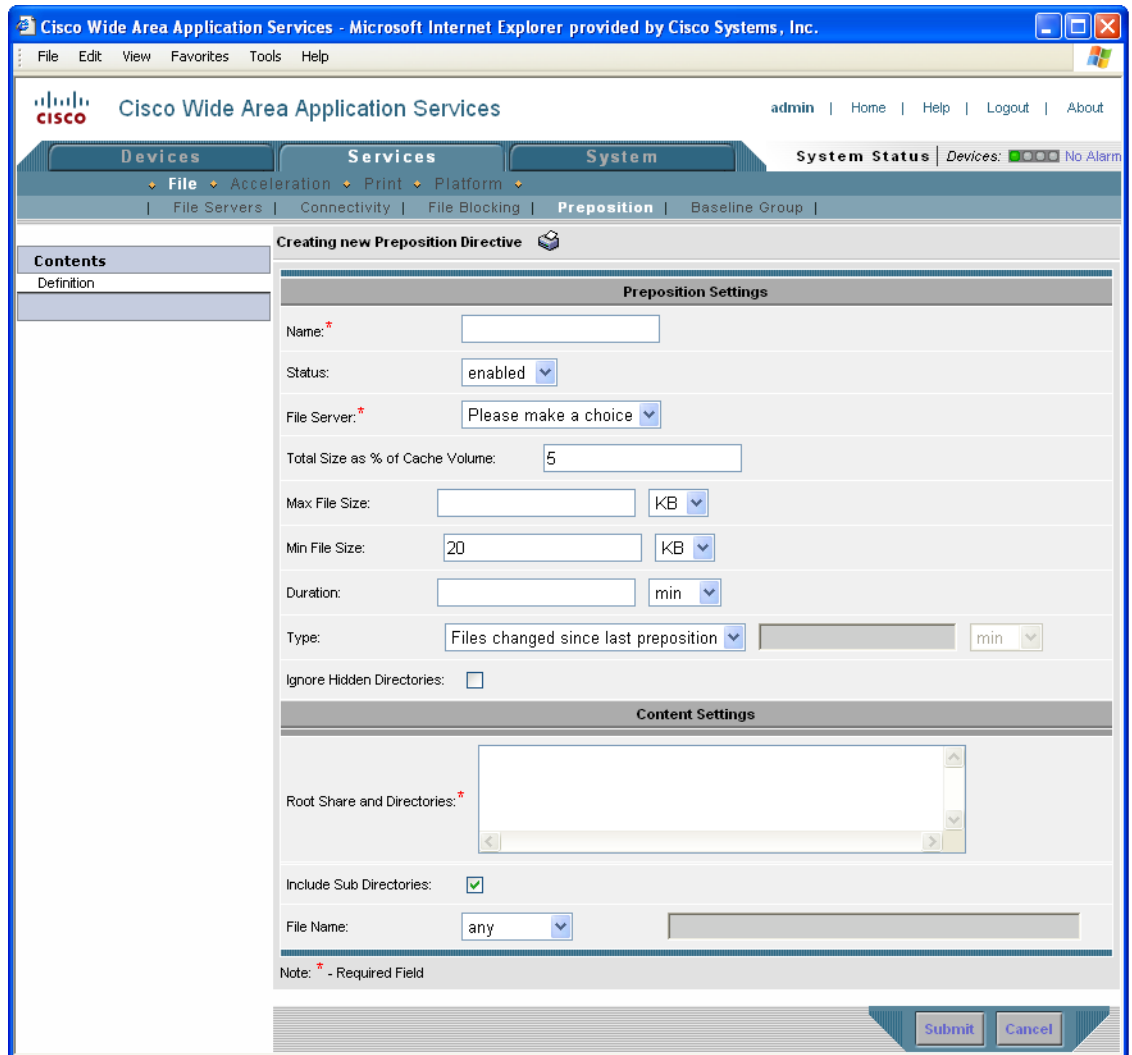 Cisco Wide Area Application Services - Microsoft Internet Explorer provided by Cisco Systems, Inc.
File Edit View Favorites Tools Help
CISCO Cisco Wide Area Application Services admin | Home | Help | Logout | About
Devices Services System System Status | Devices: No Alarm
File Acceleration Print Platform
| File Servers | Connectivity | File Blocking | Preposition | Baseline Group |
Creating new Preposition Directive
Contents
Definition
Preposition Settings
Name:*
Status: enabled
File Server:* Please make a choice
Total Size as % of Cache Volume: 5
Max File Size: KB
Min File Size: 20 KB
Duration: min
Type: Files changed since last preposition min
Ignore Hidden Directories:
Content Settings
Root Share and Directories:*
Include Sub Directories:
File Name: any
Note: * - Required Field
Submit Cancel